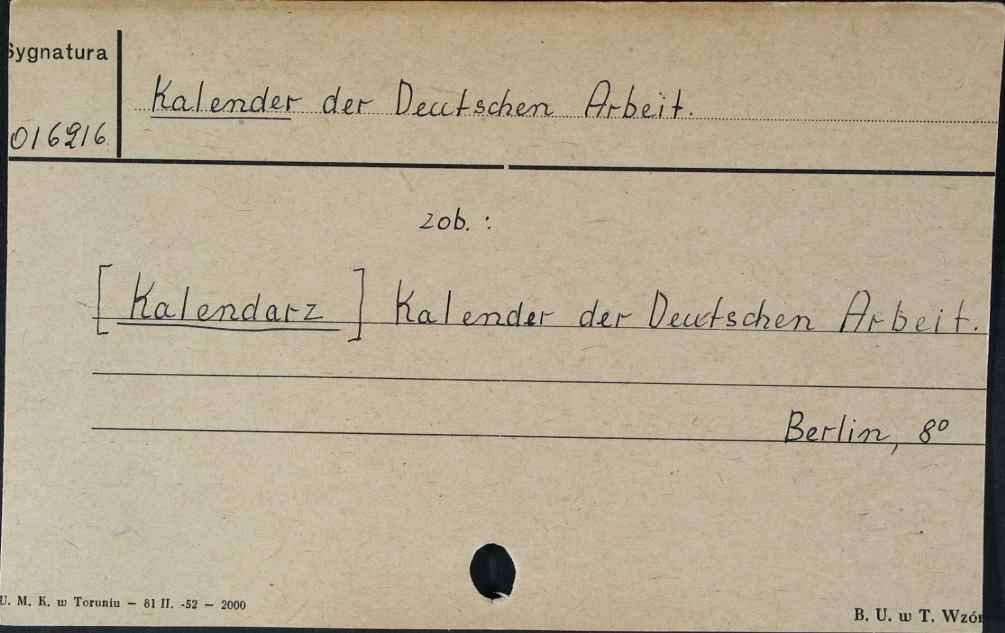 Sygnatura
Kalender der Deutschen Arbeit.
016216
zob. :
[ Kalendarz ] Kalender der Deutschen Arbeit.
Berlin, 8°
U. M. K. w Toruniu — 81 II. -52 — 2000
B. U. w T. Wzór